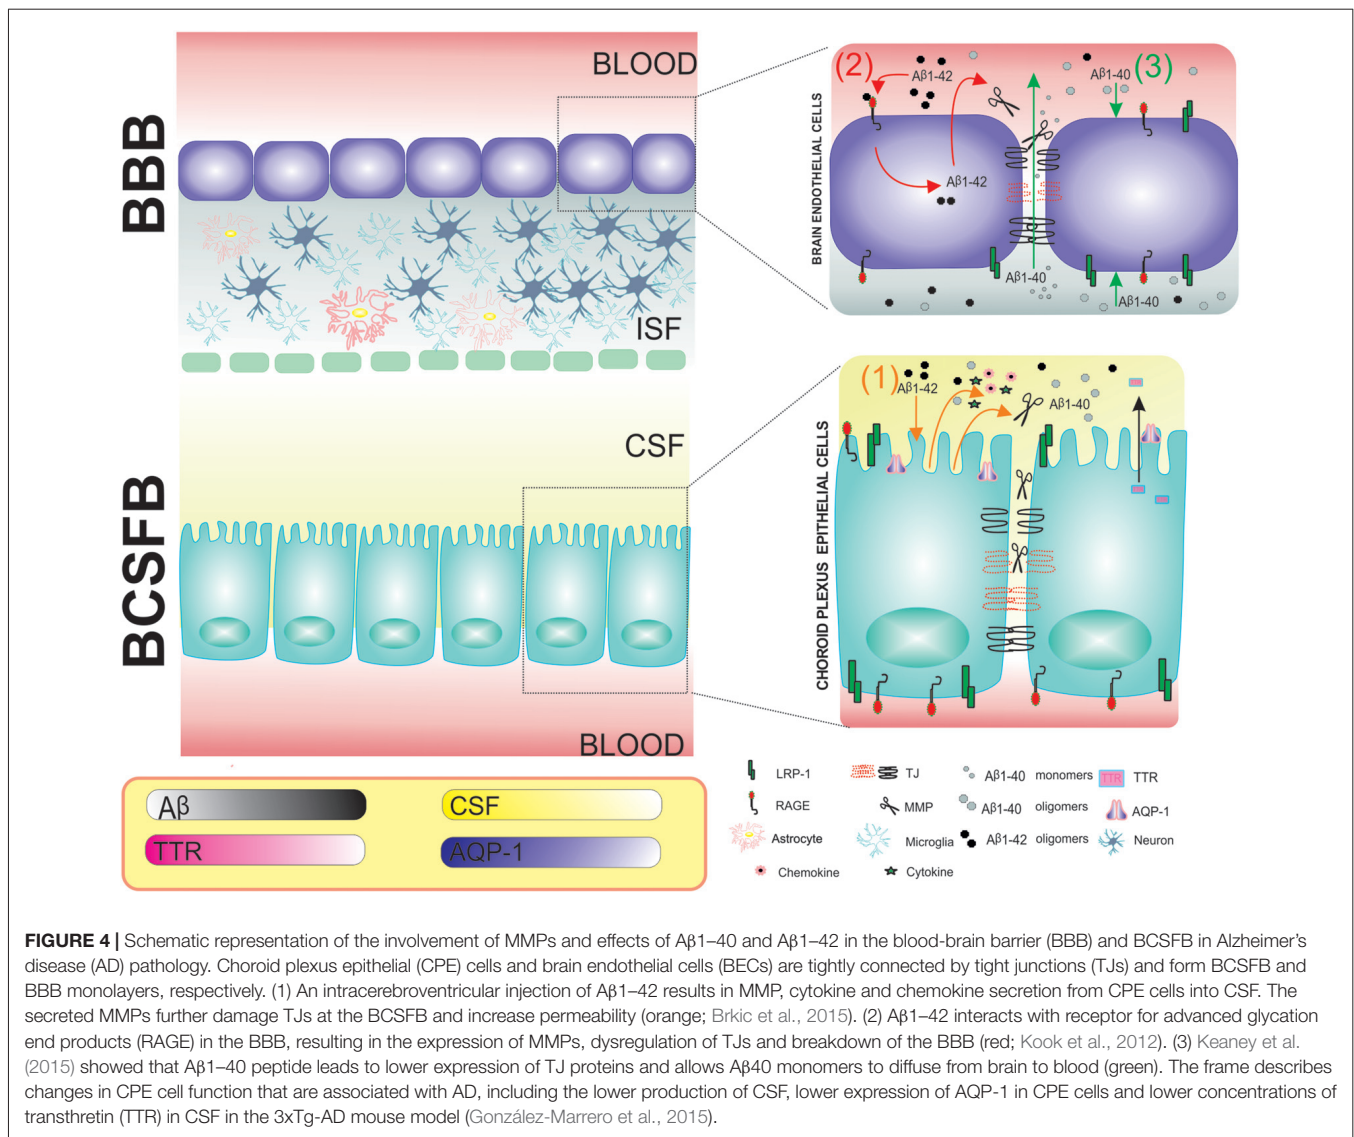 BBB
BLOOD
ISF
BCSFB
CSF
BLOOD
BRAIN ENDOTHELIAL CELLS
(2)
Aβ1-42
Aβ1-42
Aβ1-40
(3)
Aβ1-40
Aβ1-40
CHOROID PLEXUS EPITHELIAL CELLS
(1)
Aβ1-42
Aβ1-40
TTR
TTR
TTR
Aβ
CSF
TTR
AQP-1
LRP-1
TJ
Aβ1-40 monomers
TTR
TTR
RAGE
MMP
Aβ1-40 oligomers
AQP-1
Astrocyte
Microglia
Aβ1-42 oligomers
Neuron
Chemokine
Cytokine
FIGURE 4 | Schematic representation of the involvement of MMPs and effects of Aβ1–40 and Aβ1–42 in the blood-brain barrier (BBB) and BCSFB in Alzheimer's
disease (AD) pathology. Choroid plexus epithelial (CPE) cells and brain endothelial cells (BECs) are tightly connected by tight junctions (TJs) and form BCSFB and
BBB monolayers, respectively. (1) An intracerebroventricular injection of Aβ1–42 results in MMP, cytokine and chemokine secretion from CPE cells into CSF. The
secreted MMPs further damage TJs at the BCSFB and increase permeability (orange; Brkic et al., 2015). (2) Aβ1–42 interacts with receptor for advanced glycation
end products (RAGE) in the BBB, resulting in the expression of MMPs, dysregulation of TJs and breakdown of the BBB (red; Kook et al., 2012). (3) Keaney et al.
(2015) showed that Aβ1–40 peptide leads to lower expression of TJ proteins and allows Aβ40 monomers to diffuse from brain to blood (green). The frame describes
changes in CPE cell function that are associated with AD, including the lower production of CSF, lower expression of AQP-1 in CPE cells and lower concentrations of
transthretin (TTR) in CSF in the 3xTg-AD mouse model (González-Marrero et al., 2015).